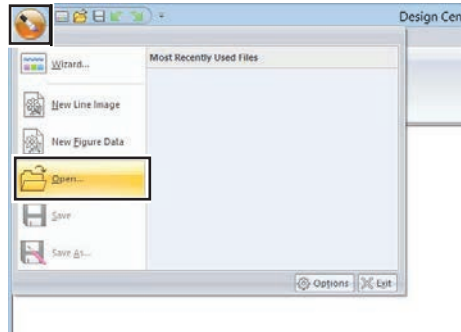 Design Cen
Wizard...
Most Recently Used Files
New Line Image
New Figure Data
Open...
Save
Save As...
Options
Exit